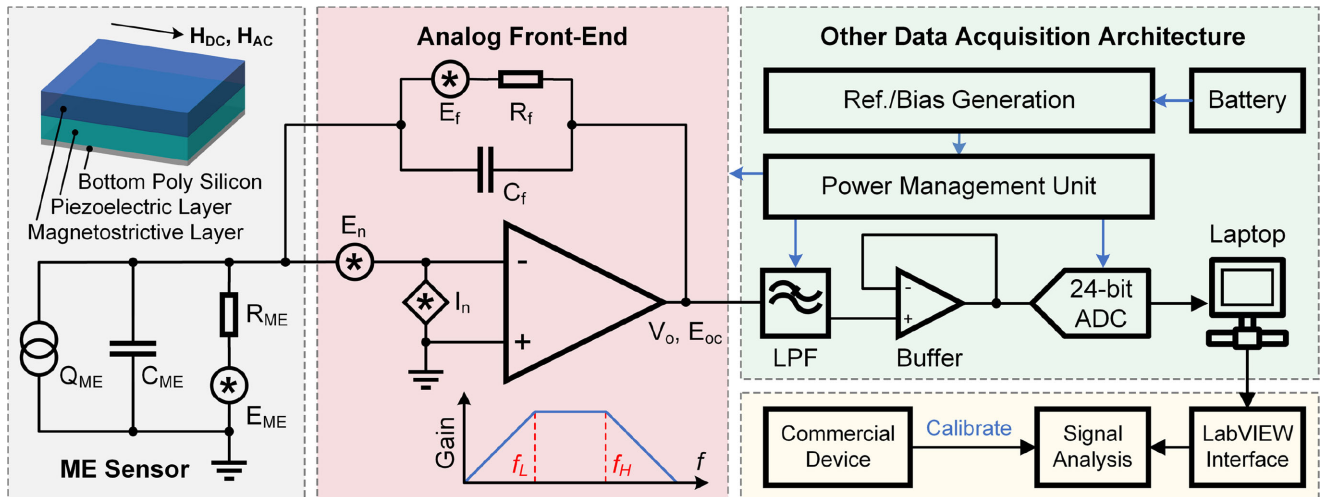 H_DC, H_AC
Bottom Poly Silicon
Piezoelectric Layer
Magnetostrictive Layer
Q_ME
C_ME
R_ME
E_ME
ME Sensor
Analog Front-End
E_f
R_f
C_f
E_n
I_n
-
+
V_o, E_oc
Gain
f_L
f_H
f
Other Data Acquisition Architecture
Ref./Bias Generation
Battery
Power Management Unit
LPF
-
+
Buffer
24-bit
ADC
Laptop
Commercial
Device
Calibrate
Signal
Analysis
LabVIEW
Interface